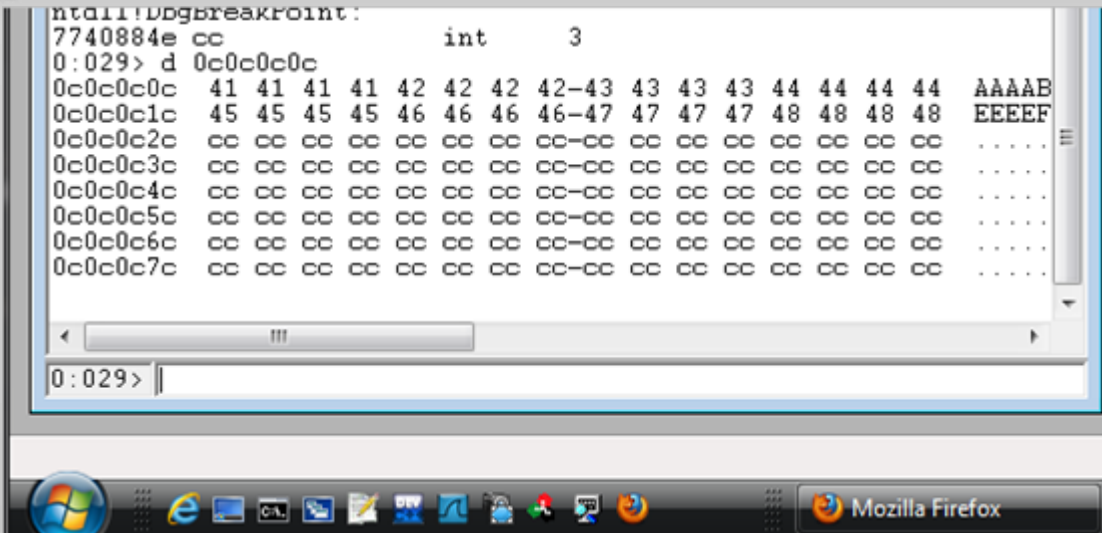 ntdll!DbgBreakPoint:
7740884e cc int 3
0:029> d 0c0c0c0c
0c0c0c0c 41 41 41 41 42 42 42 42-43 43 43 43 44 44 44 44 AAAAB
0c0c0c1c 45 45 45 45 46 46 46 46-47 47 47 47 48 48 48 48 EEEEF
0c0c0c2c cc cc cc cc cc cc cc cc-cc cc cc cc cc cc cc cc .....
0c0c0c3c cc cc cc cc cc cc cc cc-cc cc cc cc cc cc cc cc .....
0c0c0c4c cc cc cc cc cc cc cc cc-cc cc cc cc cc cc cc cc .....
0c0c0c5c cc cc cc cc cc cc cc cc-cc cc cc cc cc cc cc cc .....
0c0c0c6c cc cc cc cc cc cc cc cc-cc cc cc cc cc cc cc cc .....
0c0c0c7c cc cc cc cc cc cc cc cc-cc cc cc cc cc cc cc cc .....
0:029>
Mozilla Firefox